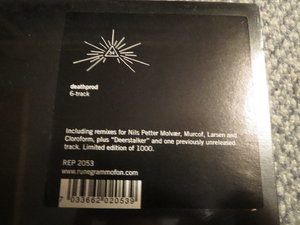 deathprod
6-track
Including remixes for Nils Petter Molvær, Murcof, Larsen and
Cloroform, plus "Deerstalker" and one previously unreleased
track. Limited edition of 1000.
REP 2053
www.runegrammofon.com
7 033662 020539